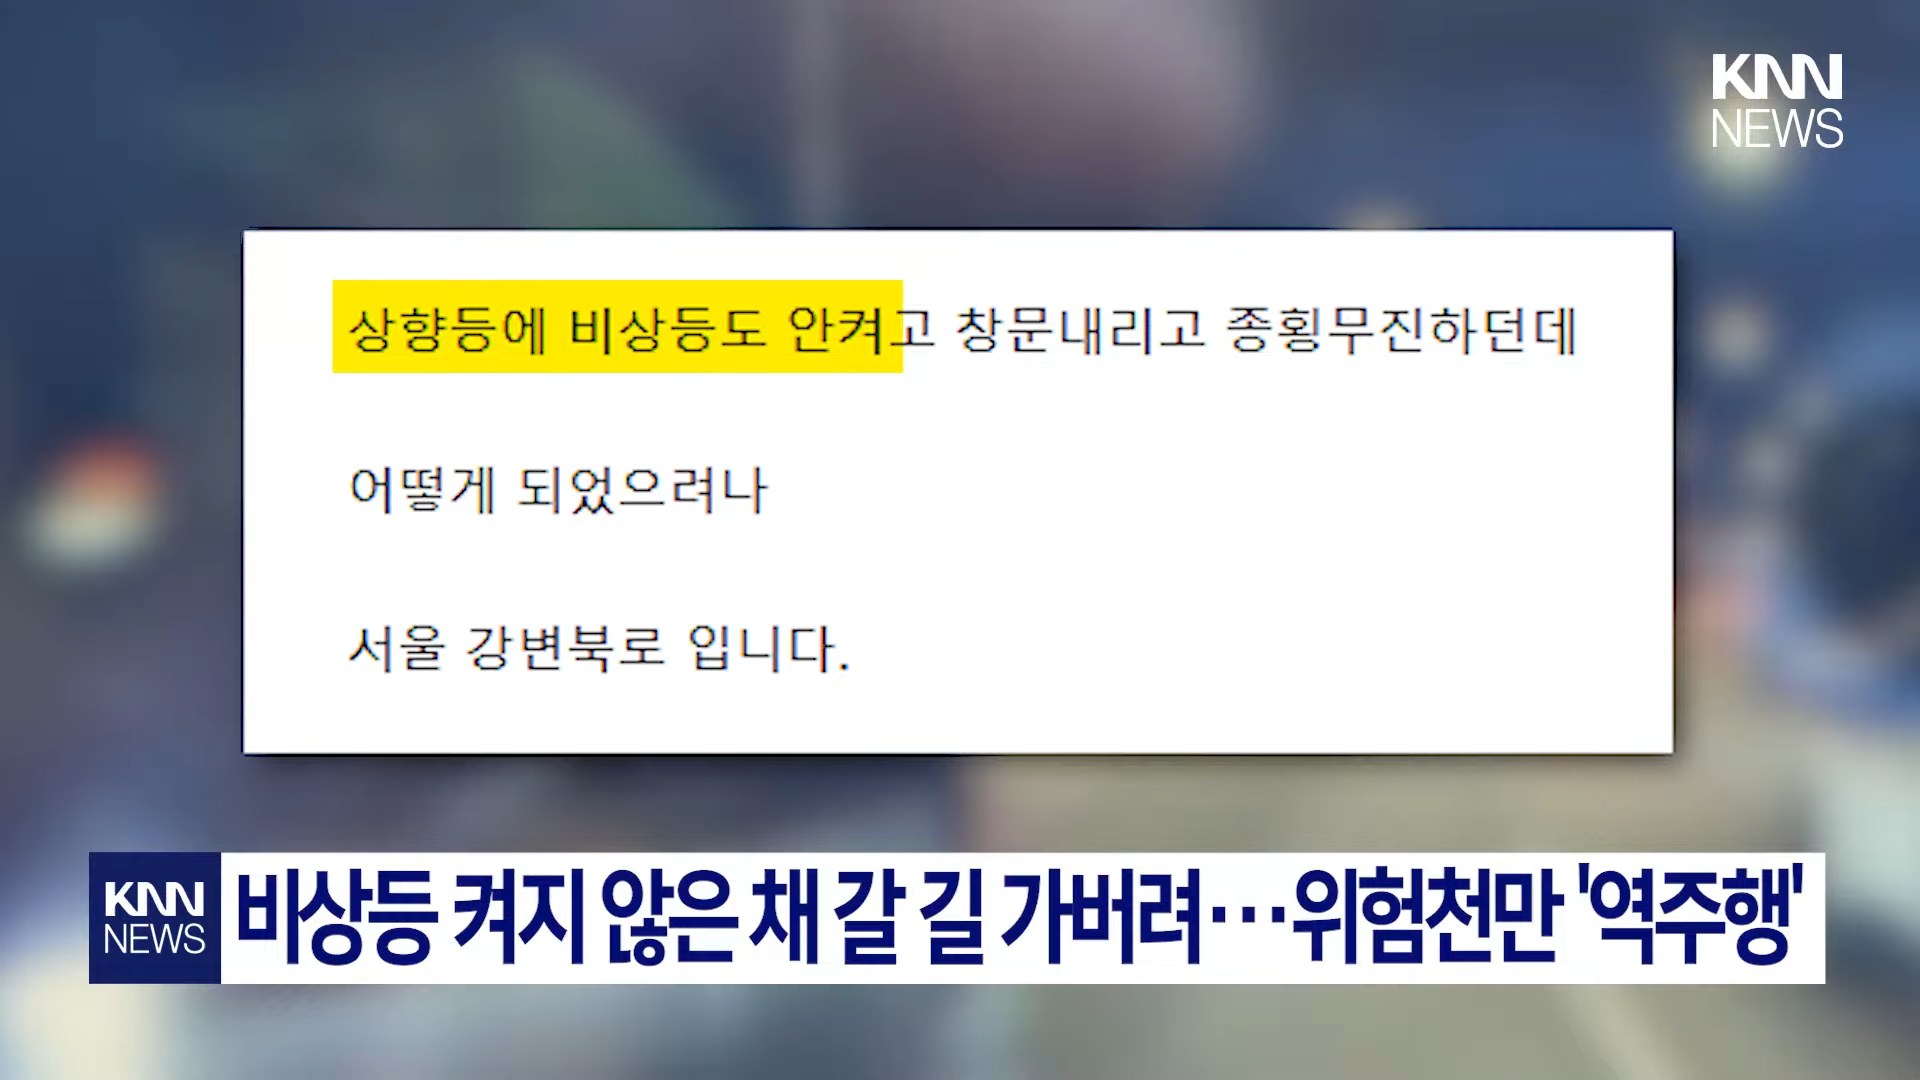 KNN
NEWS
상향등에 비상등도 안켜고 창문내리고 종횡무진하던데
어떻게 되었으려나
서울 강변북로 입니다.
KNN
NEWS
비상등 켜지 않은 채 갈 길 가버려…위험천만 '역주행'